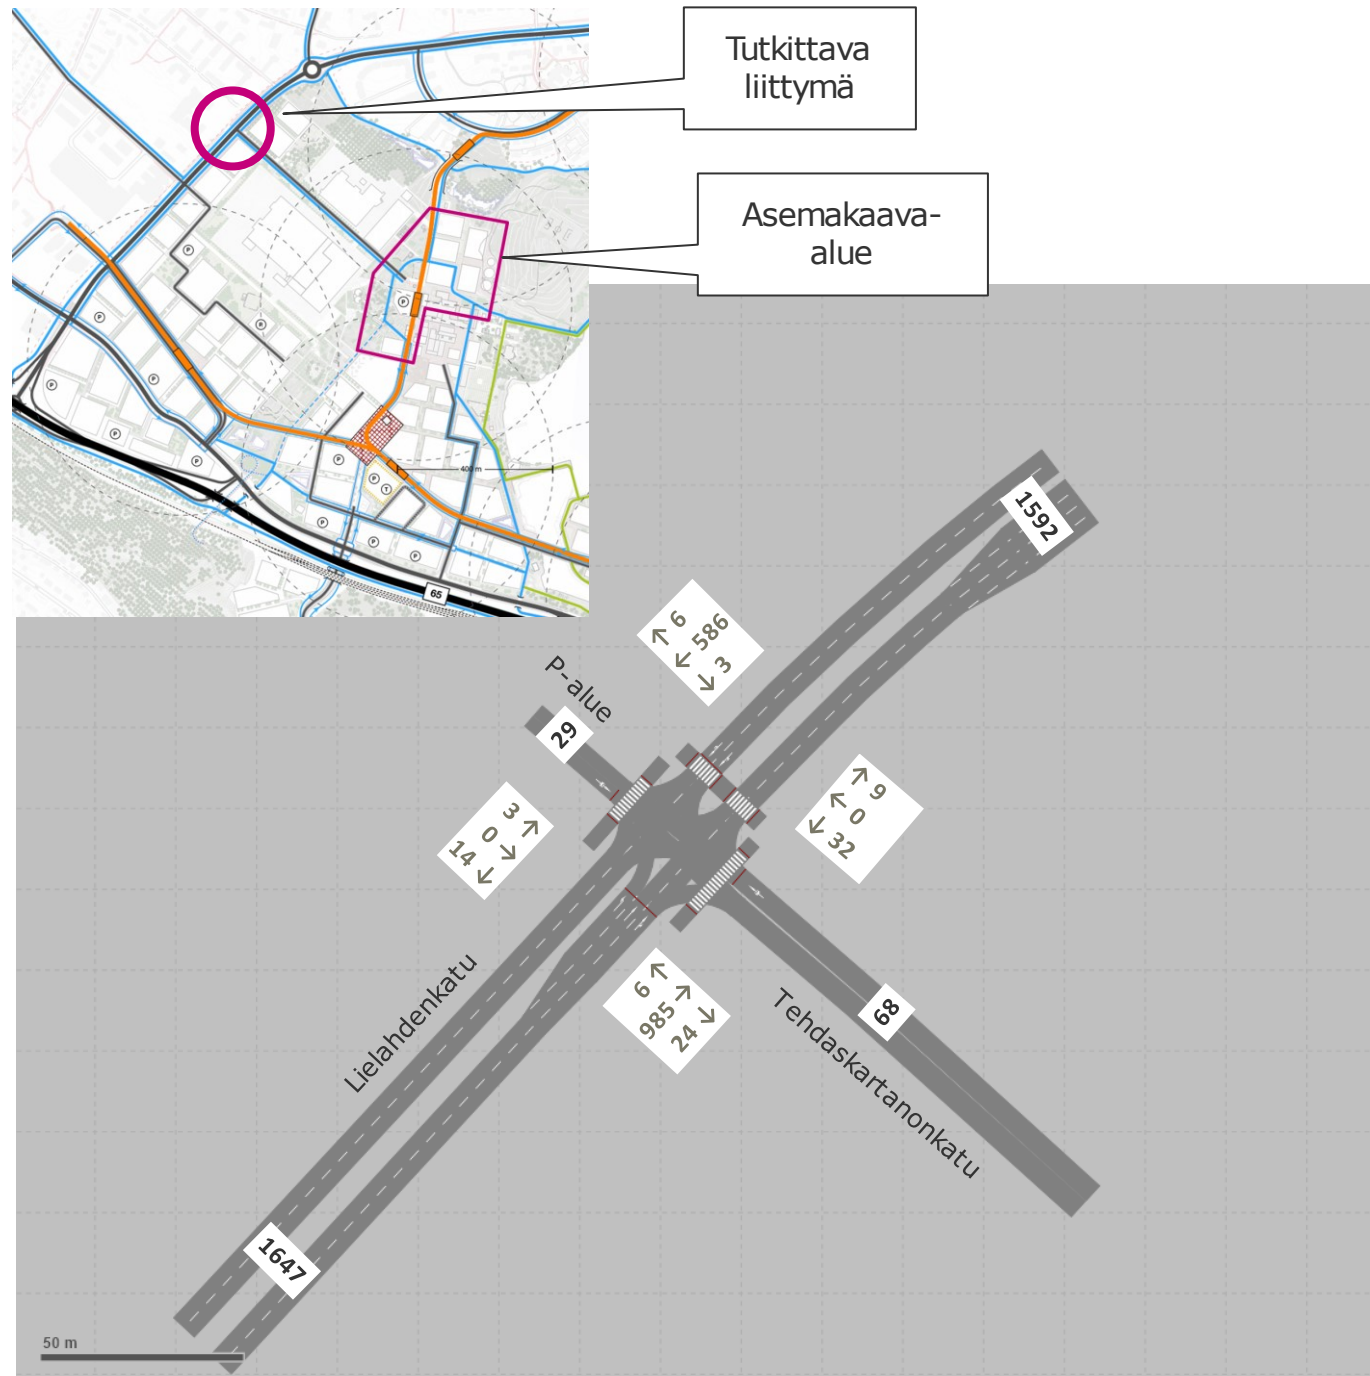 Tutkittava
liittymä
Asemakaava-
alue
P
P
P
P
P
P
P
P
P
P
T
P
P
P
400 m
65
1592
6
586
3
P-alue
29
3
0
14
9
0
32
6
985
24
Lielahdenkatu
Tehdaskartanonkatu
68
1647
50 m